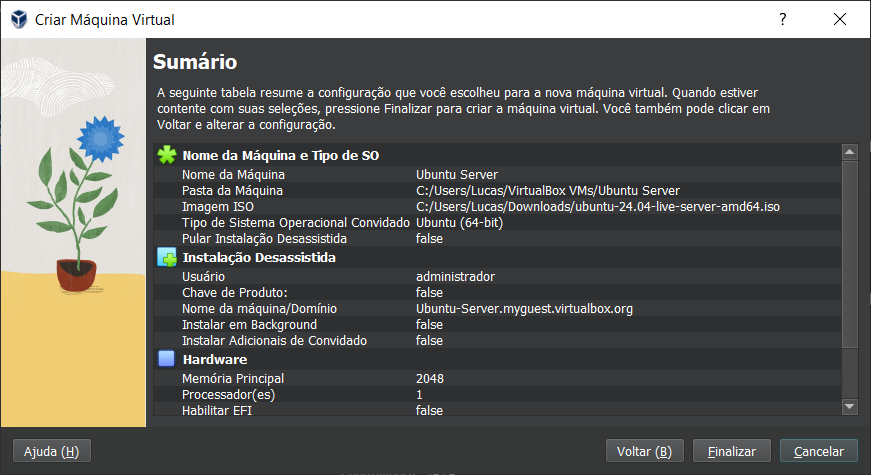 Criar Máquina Virtual
?
Sumário
A seguinte tabela resume a configuração que você escolheu para a nova máquina virtual. Quando estiver
contente com suas seleções, pressione Finalizar para criar a máquina virtual. Você também pode clicar em
Voltar e alterar a configuração.
Nome da Máquina e Tipo de SO
Nome da Máquina Ubuntu Server
Pasta da Máquina C:/Users/Lucas/VirtualBox VMs/Ubuntu Server
Imagem ISO C:/Users/Lucas/Downloads/ubuntu-24.04-live-server-amd64.iso
Tipo de Sistema Operacional Convidado Ubuntu (64-bit)
Pular Instalação Desassistida false
Instalação Desassistida
Usuário administrador
Chave de Produto: false
Nome da máquina/Domínio Ubuntu-Server.myguest.virtualbox.org
Instalar em Background false
Instalar Adicionais de Convidado false
Hardware
Memória Principal 2048
Processador(es) 1
Habilitar EFI false
Ajuda (H) Voltar (B) Finalizar Cancelar